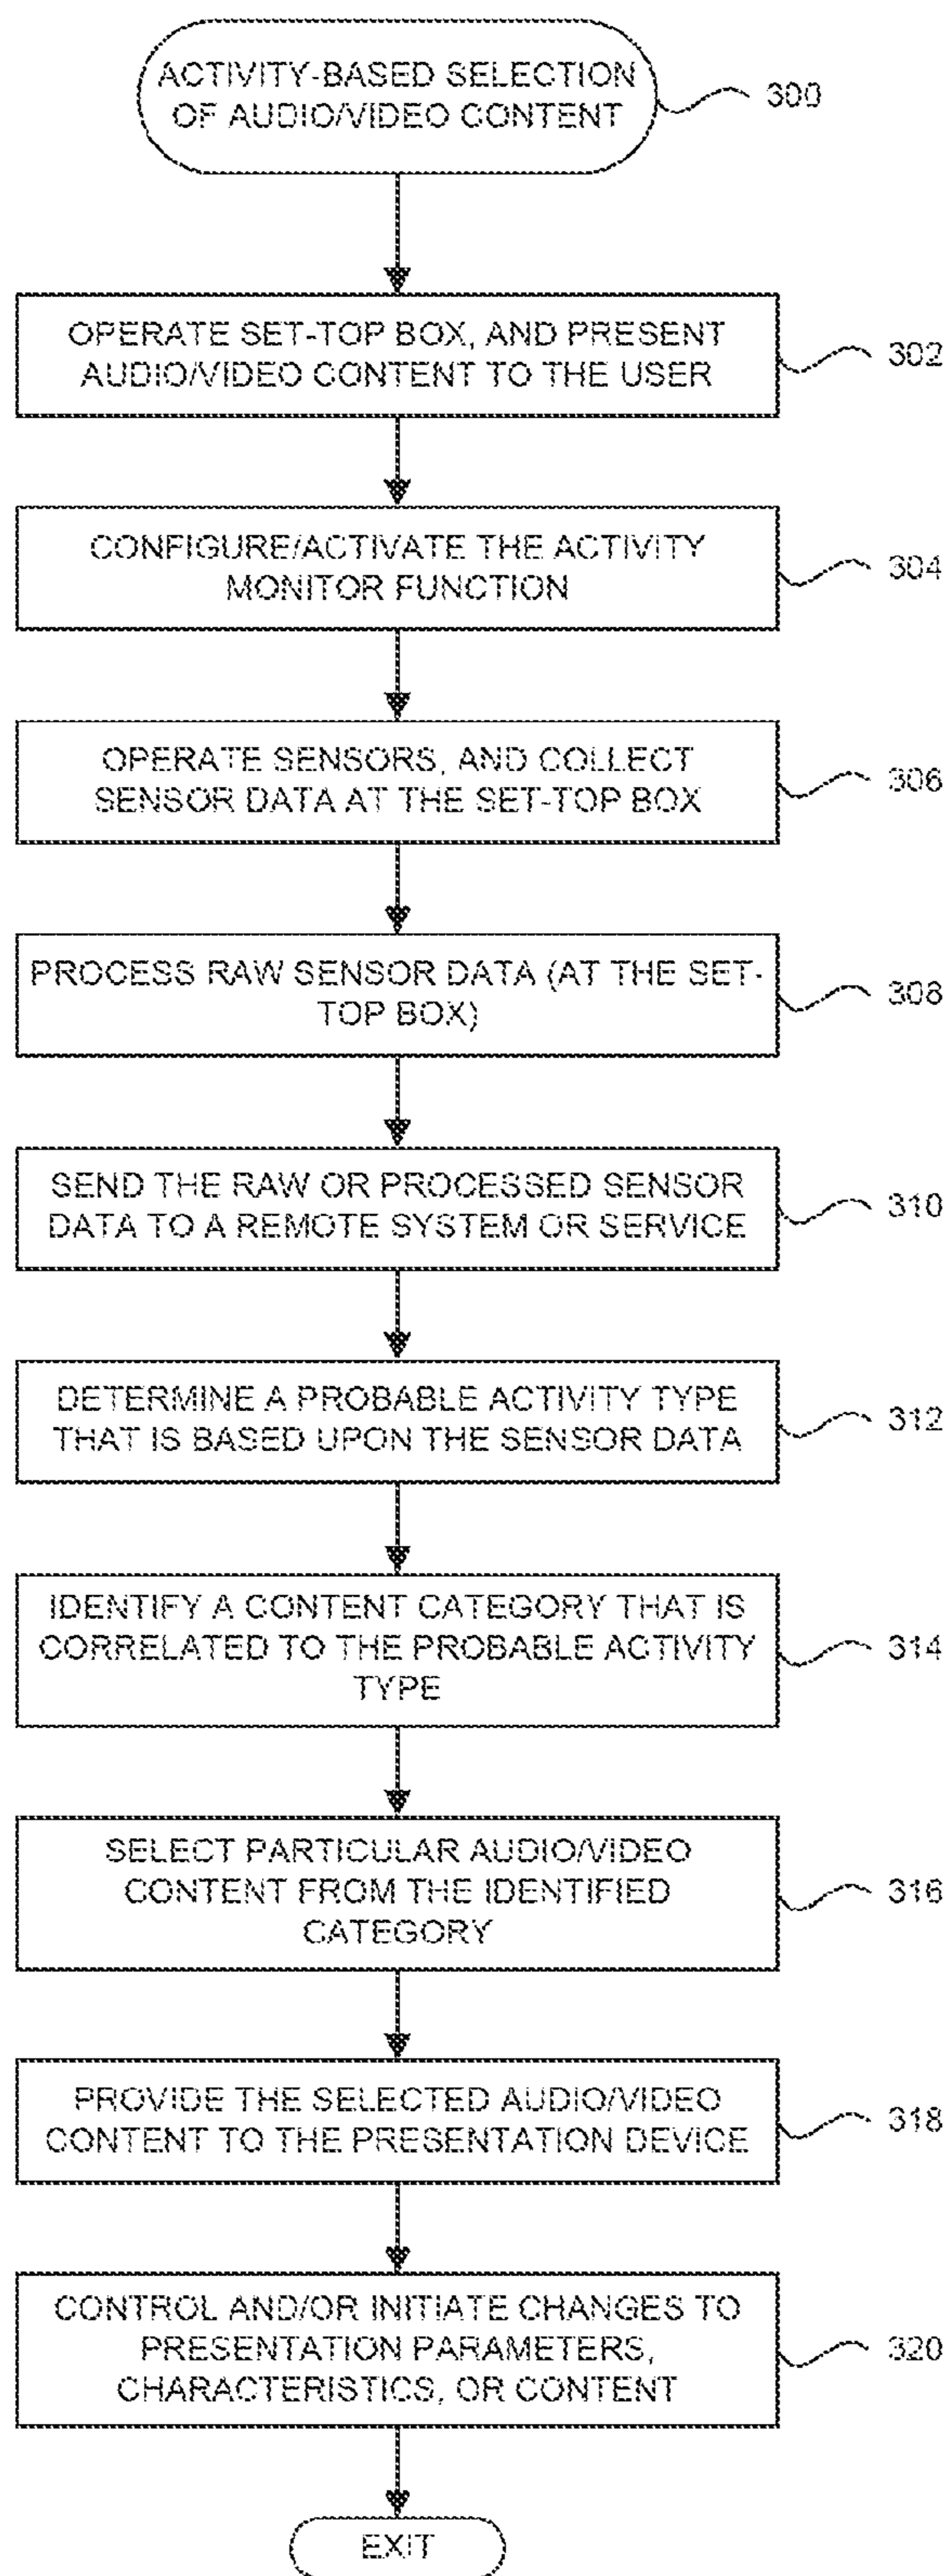 ACTIVITY-BASED SELECTION
OF AUDIO/VIDEO CONTENT
300
OPERATE SET-TOP BOX, AND PRESENT
AUDIO/VIDEO CONTENT TO THE USER
302
CONFIGURE/ACTIVATE THE ACTIVITY
MONITOR FUNCTION
304
OPERATE SENSORS, AND COLLECT
SENSOR DATA AT THE SET-TOP BOX
306
PROCESS RAW SENSOR DATA (AT THE SET-
TOP BOX)
308
SEND THE RAW OR PROCESSED SENSOR
DATA TO A REMOTE SYSTEM OR SERVICE
310
DETERMINE A PROBABLE ACTIVITY TYPE
THAT IS BASED UPON THE SENSOR DATA
312
IDENTIFY A CONTENT CATEGORY THAT IS
CORRELATED TO THE PROBABLE ACTIVITY
TYPE
314
SELECT PARTICULAR AUDIO/VIDEO
CONTENT FROM THE IDENTIFIED
CATEGORY
316
PROVIDE THE SELECTED AUDIO/VIDEO
CONTENT TO THE PRESENTATION DEVICE
318
CONTROL AND/OR INITIATE CHANGES TO
PRESENTATION PARAMETERS,
CHARACTERISTICS, OR CONTENT
320
EXIT